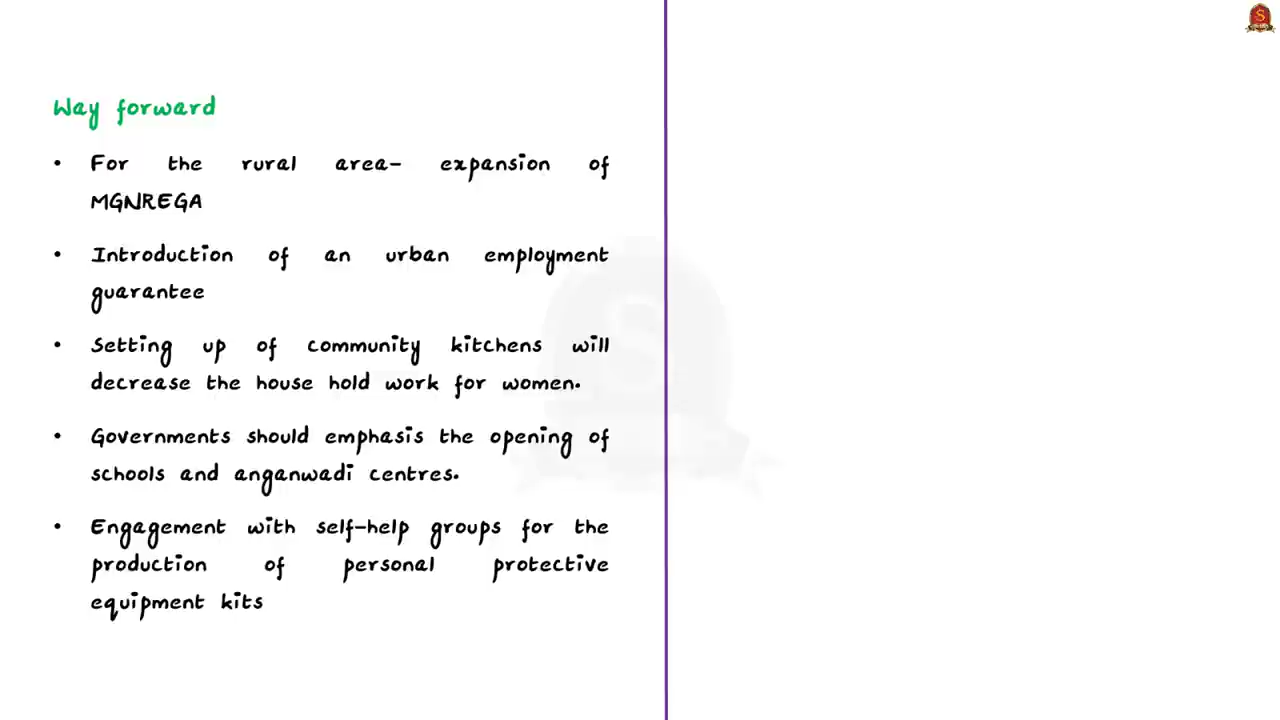 Way forward
• For the rural area- expansion of
MGNREGA
• Introduction of an urban employment
guarantee
• Setting up of community kitchens will
decrease the house hold work for women.
• Governments should emphasis the opening of
schools and anganwadi centres.
• Engagement with self-help groups for the
production of personal protective
equipment kits